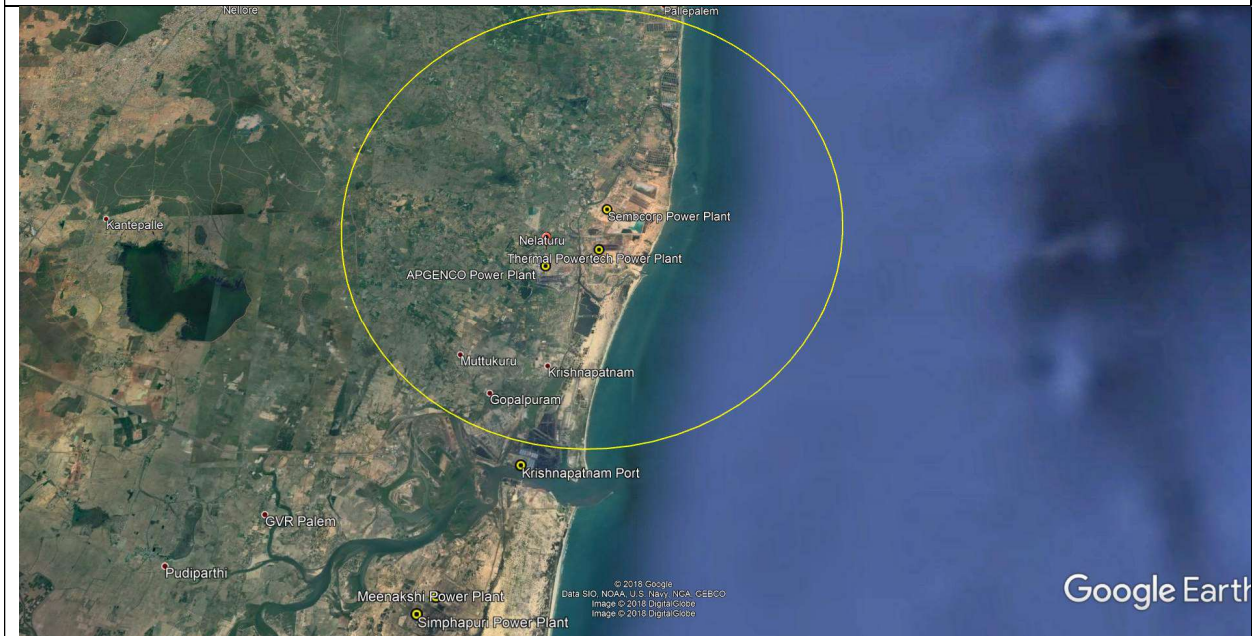 Nellore
Pallepalem
Kantepalle
Sembcorp Power Plant
Nelaturu
Thermal Powertech Power Plant
APGENCO Power Plant
Muttukuru
Krishnapatnam
Gopalpuram
Krishnapatnam Port
GVR Palem
Pudiparthi
Meenakshi Power Plant
Simphapuri Power Plant
© 2018 Google
Data SIO, NOAA, U.S. Navy, NGA, GEBCO
Image © 2018 DigitalGlobe
Image © 2018 DigitalGlobe
Google Earth